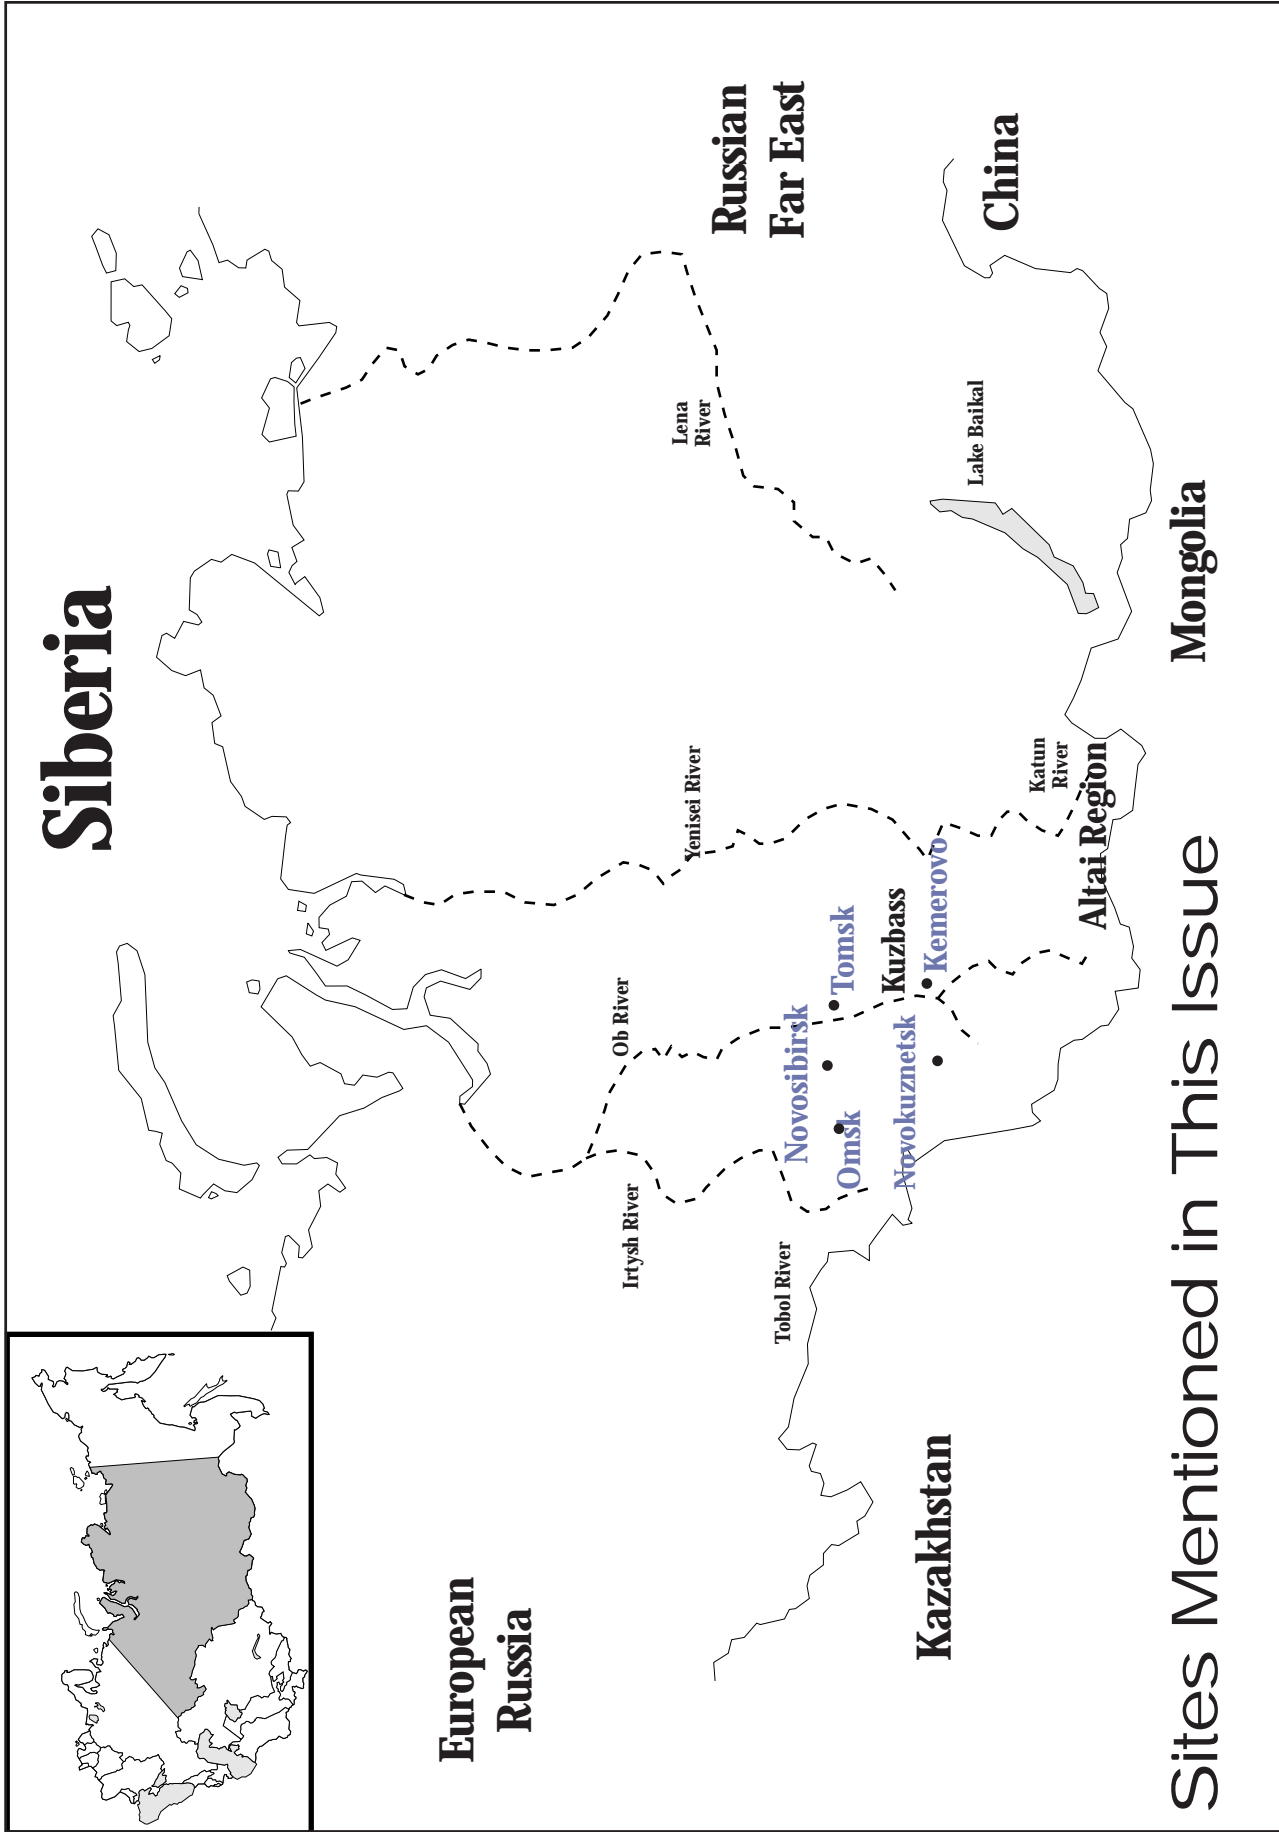 Siberia
European
Russia
Russian
Far East
Lena
River
Yenisei River
Ob River
Irtysh River
Tobol River
Novosibirsk
Tomsk
Omsk
Kuzbass
Novokuznetsk
Kemerovo
Lake Baikal
China
Kazakhstan
Katun
River
Altai Region
Mongolia
Sites Mentioned in This Issue